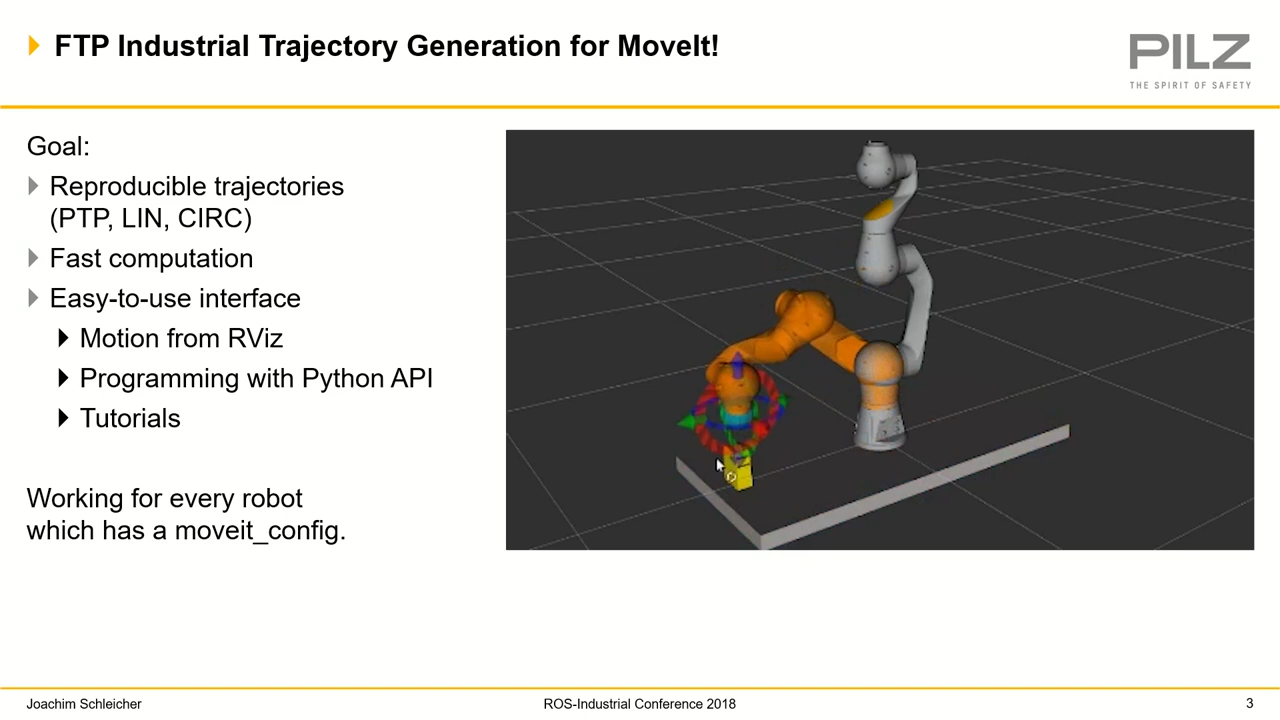 FTP Industrial Trajectory Generation for MoveIt!
PILZ
THE SPIRIT OF SAFETY
Goal:
Reproducible trajectories
(PTP, LIN, CIRC)
Fast computation
Easy-to-use interface
Motion from RViz
Programming with Python API
Tutorials
Working for every robot
which has a moveit_config.
Joachim Schleicher
ROS-Industrial Conference 2018
3